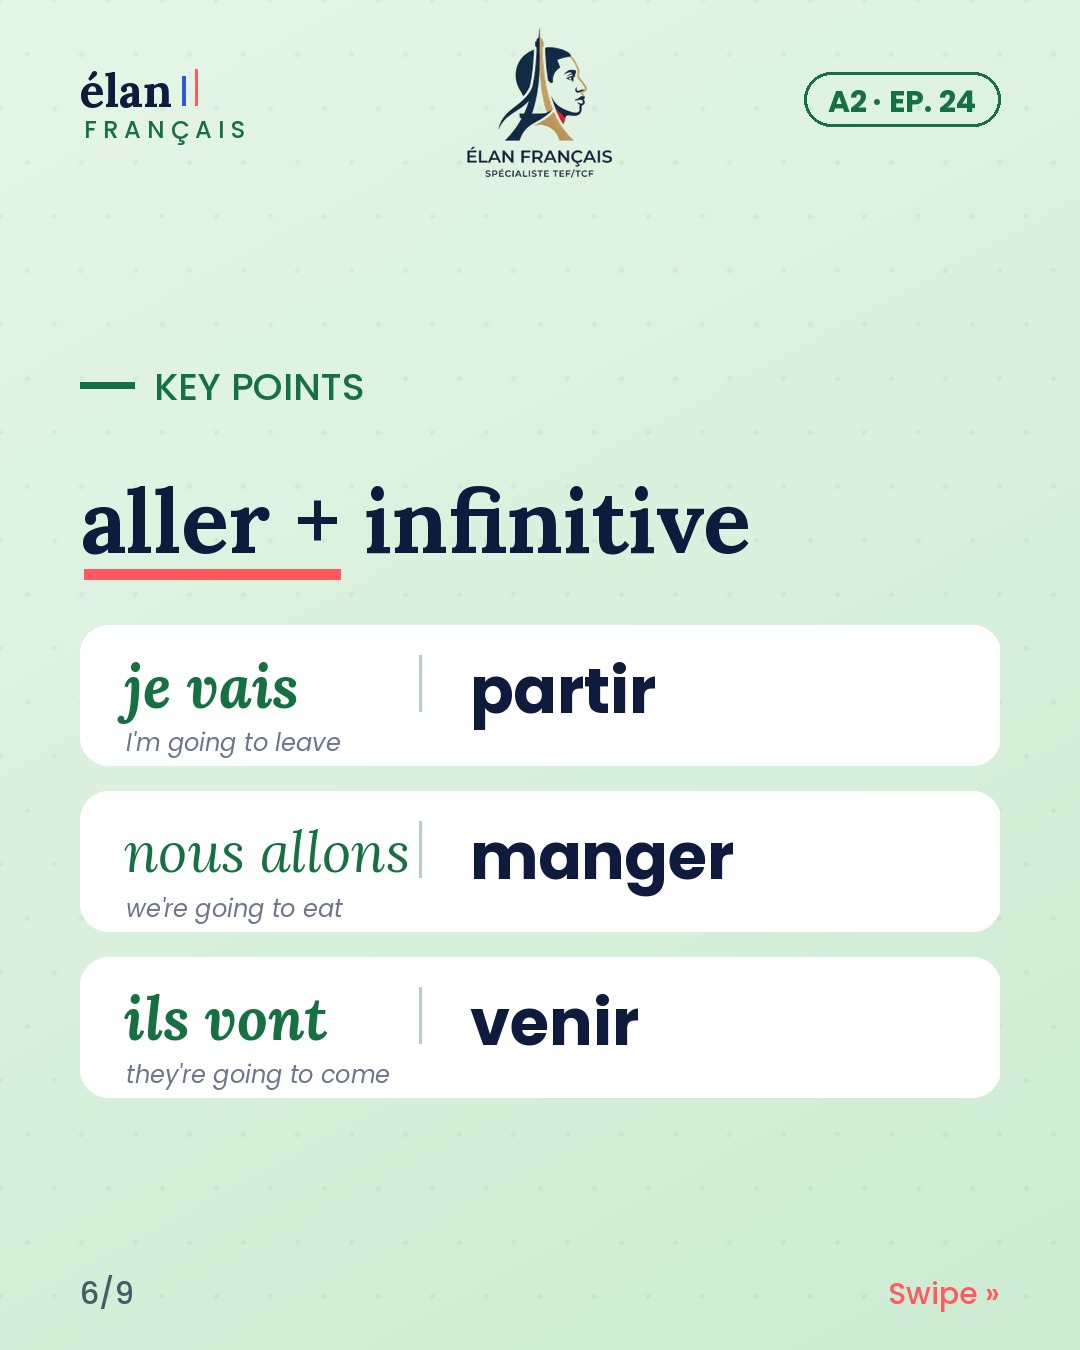 élan
FRANÇAIS
ÉLAN FRANÇAIS
SPÉCIALISTE TEF/TCF
A2 · EP. 24
KEY POINTS
aller + infinitive
je vais
partir
I'm going to leave
nous allons
manger
we're going to eat
ils vont
venir
they're going to come
6/9
Swipe »